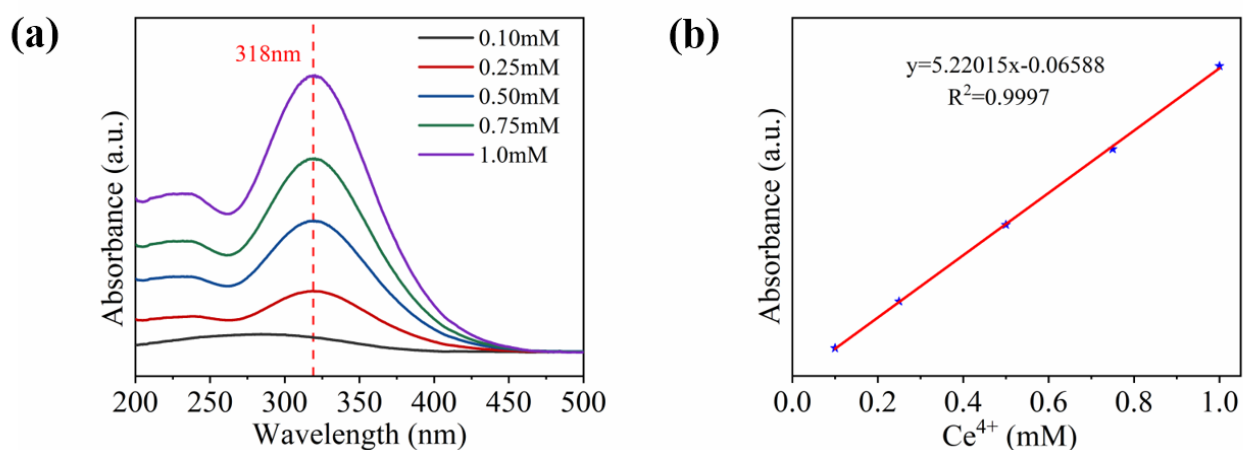 (a)
318nm
0.10mM
0.25mM
0.50mM
0.75mM
1.0mM
Absorbance (a.u.)
200 250 300 350 400 450 500
Wavelength (nm)
(b)
y=5.22015x-0.06588
R²=0.9997
Absorbance (a.u.)
0.0 0.2 0.4 0.6 0.8 1.0
Ce⁴⁺ (mM)